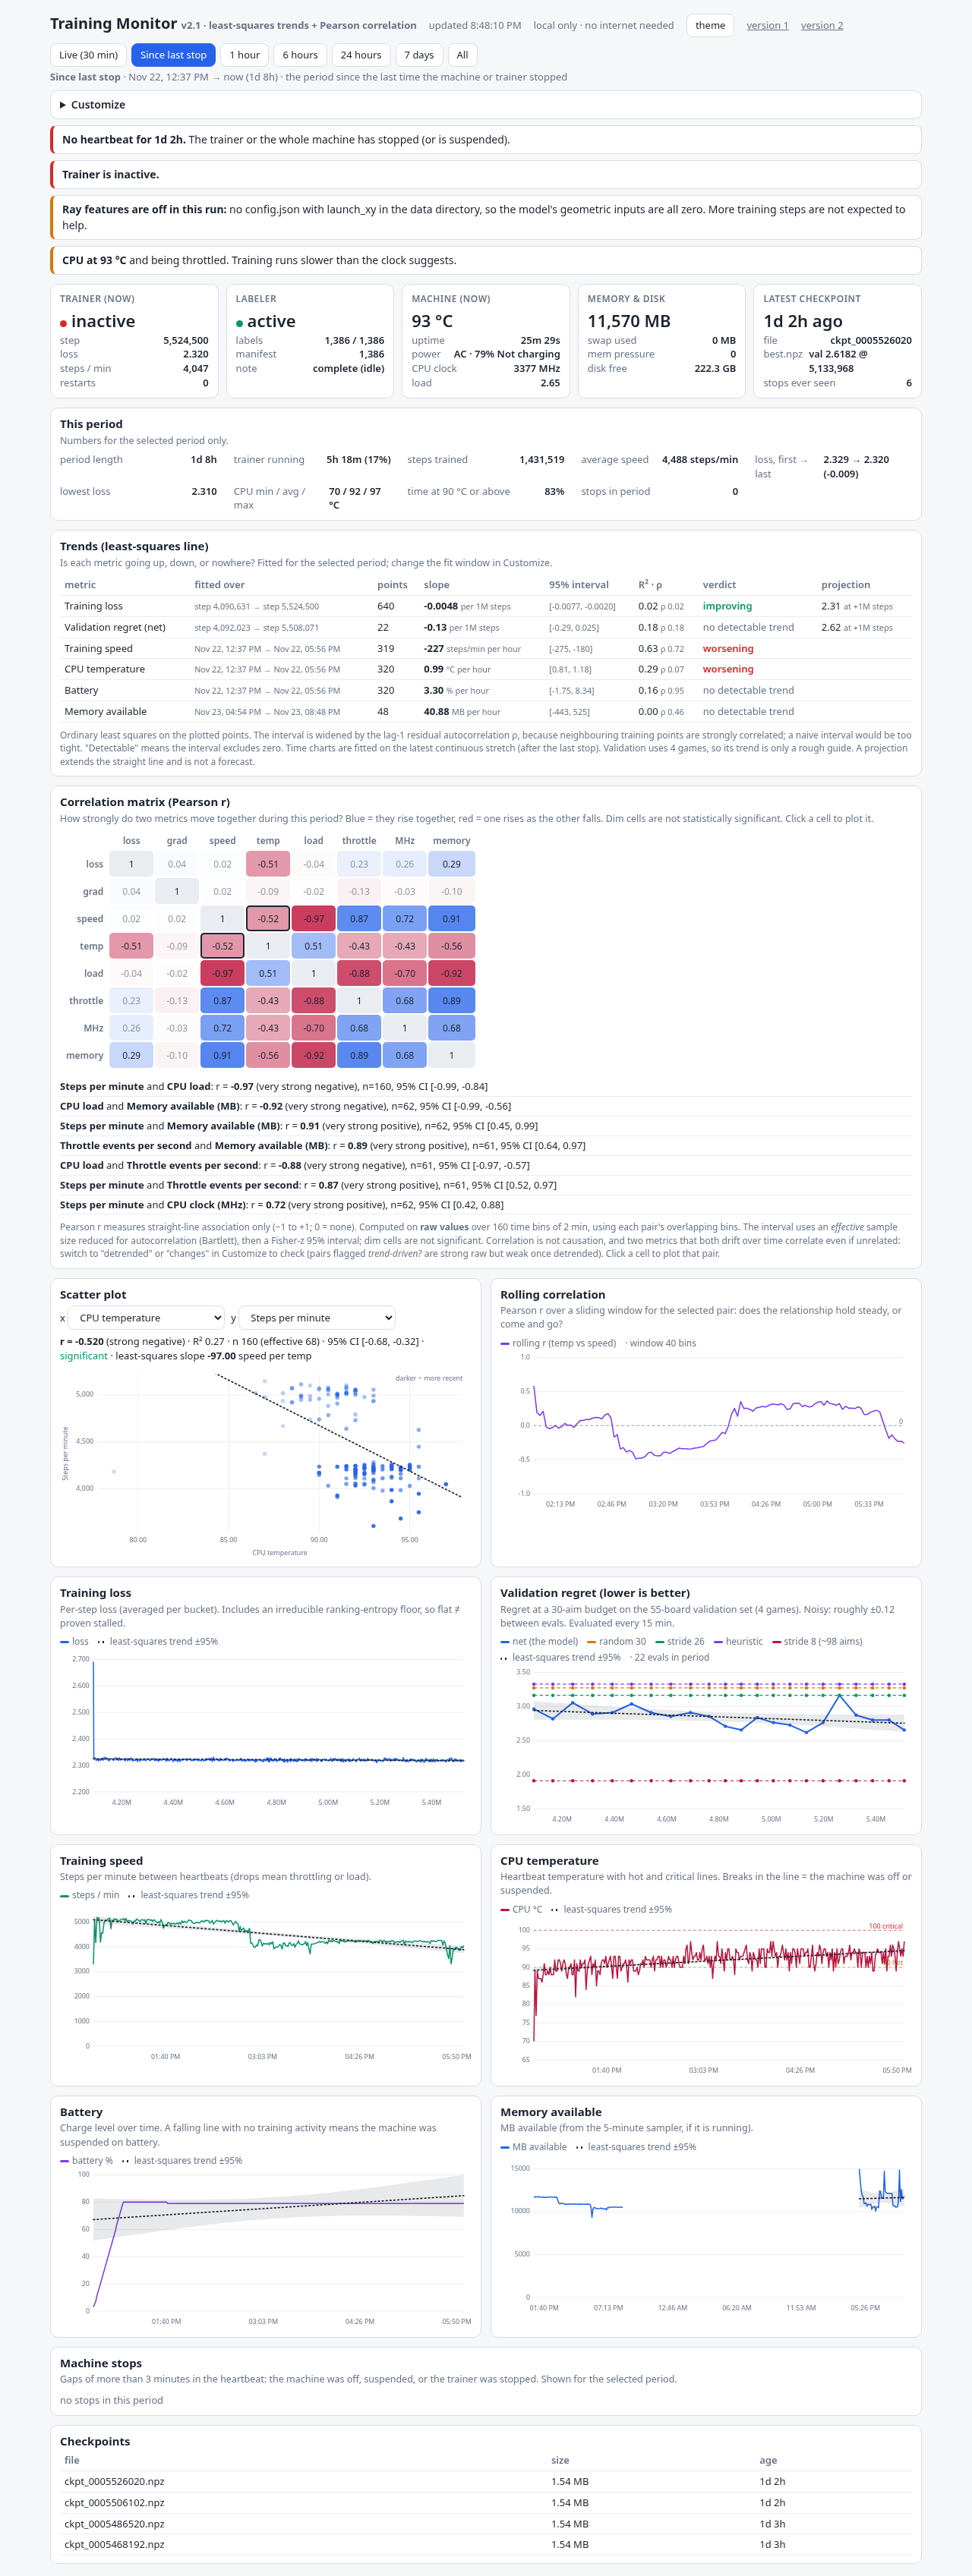 Training Monitor v2.1 · least-squares trends + Pearson correlation updated 8:48:10 PM local only · no internet needed theme version 1 version 2
Live (30 min) Since last stop 1 hour 6 hours 24 hours 7 days All
Since last stop · Nov 22, 12:37 PM → now (1d 8h) · the period since the last time the machine or trainer stopped
▶ Customize
No heartbeat for 1d 2h. The trainer or the whole machine has stopped (or is suspended).
Trainer is inactive.
Ray features are off in this run: no config.json with launch_xy in the data directory, so the model's geometric inputs are all zero. More training steps are not expected to
help.
CPU at 93 °C and being throttled. Training runs slower than the clock suggests.
TRAINER (NOW)
inactive
step 5,524,500
loss 2.320
steps / min 4,047
restarts 0
LABELER
active
labels 1,386 / 1,386
manifest 1,386
note complete (idle)
MACHINE (NOW)
93 °C
uptime 25m 29s
power AC · 79% Not charging
CPU clock 3377 MHz
load 2.65
MEMORY & DISK
11,570 MB
swap used 0 MB
mem pressure 0
disk free 222.3 GB
LATEST CHECKPOINT
1d 2h ago
file ckpt_0005526020
best.npz val 2.6182 @
5,133,968
stops ever seen 6
This period
Numbers for the selected period only.
period length 1d 8h trainer running 5h 18m (17%) steps trained 1,431,519 average speed 4,488 steps/min loss, first → 2.329 → 2.320
last (-0.009)
lowest loss 2.310 CPU min / avg / 70 / 92 / 97 time at 90 °C or above 83% stops in period 0
max °C
Trends (least-squares line)
Is each metric going up, down, or nowhere? Fitted for the selected period; change the fit window in Customize.
metric fitted over points slope 95% interval R² · ρ verdict projection
Training loss step 4,090,631 → step 5,524,500 640 -0.0048 per 1M steps [-0.0077, -0.0020] 0.02 ρ 0.02 improving 2.31 at +1M steps
Validation regret (net) step 4,092,023 → step 5,508,071 22 -0.13 per 1M steps [-0.29, 0.025] 0.18 ρ 0.18 no detectable trend 2.62 at +1M steps
Training speed Nov 22, 12:37 PM → Nov 22, 05:56 PM 319 -227 steps/min per hour [-275, -180] 0.63 ρ 0.72 worsening
CPU temperature Nov 22, 12:37 PM → Nov 22, 05:56 PM 320 0.99 °C per hour [0.81, 1.18] 0.29 ρ 0.07 worsening
Battery Nov 22, 12:37 PM → Nov 22, 05:56 PM 320 3.30 % per hour [-1.75, 8.34] 0.16 ρ 0.95 no detectable trend
Memory available Nov 23, 04:54 PM → Nov 23, 08:48 PM 48 40.88 MB per hour [-443, 525] 0.00 ρ 0.46 no detectable trend
Ordinary least squares on the plotted points. The interval is widened by the lag-1 residual autocorrelation ρ, because neighbouring training points are strongly correlated; a naive interval would be too
tight. "Detectable" means the interval excludes zero. Time charts are fitted on the latest continuous stretch (after the last stop). Validation uses 4 games, so its trend is only a rough guide. A projection
extends the straight line and is not a forecast.
Correlation matrix (Pearson r)
How strongly do two metrics move together during this period? Blue = they rise together, red = one rises as the other falls. Dim cells are not statistically significant. Click a cell to plot it.
loss grad speed temp load throttle MHz memory
loss 1 0.04 0.02 -0.51 -0.04 0.23 0.26 0.29
grad 0.04 1 0.02 -0.09 -0.02 -0.13 -0.03 -0.10
speed 0.02 0.02 1 -0.52 -0.97 0.87 0.72 0.91
temp -0.51 -0.09 -0.52 1 0.51 -0.43 -0.43 -0.56
load -0.04 -0.02 -0.97 0.51 1 -0.88 -0.70 -0.92
throttle 0.23 -0.13 0.87 -0.43 -0.88 1 0.68 0.89
MHz 0.26 -0.03 0.72 -0.43 -0.70 0.68 1 0.68
memory 0.29 -0.10 0.91 -0.56 -0.92 0.89 0.68 1
Steps per minute and CPU load: r = -0.97 (very strong negative), n=160, 95% CI [-0.99, -0.84]
CPU load and Memory available (MB): r = -0.92 (very strong negative), n=62, 95% CI [-0.99, -0.56]
Steps per minute and Memory available (MB): r = 0.91 (very strong positive), n=62, 95% CI [0.45, 0.99]
Throttle events per second and Memory available (MB): r = 0.89 (very strong positive), n=61, 95% CI [0.64, 0.97]
CPU load and Throttle events per second: r = -0.88 (very strong negative), n=61, 95% CI [-0.97, -0.57]
Steps per minute and Throttle events per second: r = 0.87 (very strong positive), n=61, 95% CI [0.52, 0.97]
Steps per minute and CPU clock (MHz): r = 0.72 (very strong positive), n=62, 95% CI [0.42, 0.88]
Pearson r measures straight-line association only (−1 to +1; 0 = none). Computed on raw values over 160 time bins of 2 min, using each pair's overlapping bins. The interval uses an effective sample
size reduced for autocorrelation (Bartlett), then a Fisher-z 95% interval; dim cells are not significant. Correlation is not causation, and two metrics that both drift over time correlate even if unrelated:
switch to "detrended" or "changes" in Customize to check (pairs flagged trend-driven? are strong raw but weak once detrended). Click a cell to plot that pair.
Scatter plot
x CPU temperature y Steps per minute
r = -0.520 (strong negative) · R² 0.27 · n 160 (effective 68) · 95% CI [-0.68, -0.32] ·
significant · least-squares slope -97.00 speed per temp
darker = more recent
5,000
4,500
4,000
Steps per minute
80.00 85.00 90.00 95.00
CPU temperature
Rolling correlation
Pearson r over a sliding window for the selected pair: does the relationship hold steady, or
come and go?
rolling r (temp vs speed) · window 40 bins
1.0
0.5
0.0
0
-0.5
-1.0
02:13 PM 02:46 PM 03:20 PM 03:53 PM 04:26 PM 05:00 PM 05:33 PM
Training loss
Per-step loss (averaged per bucket). Includes an irreducible ranking-entropy floor, so flat ≠
proven stalled.
loss least-squares trend ±95%
2.700
2.600
2.500
2.400
2.300
2.200
4.20M 4.40M 4.60M 4.80M 5.00M 5.20M 5.40M
Validation regret (lower is better)
Regret at a 30-aim budget on the 55-board validation set (4 games). Noisy: roughly ±0.12
between evals. Evaluated every 15 min.
net (the model) random 30 stride 26 heuristic stride 8 (~98 aims)
least-squares trend ±95% · 22 evals in period
3.50
3.00
2.50
2.00
1.50
4.20M 4.40M 4.60M 4.80M 5.00M 5.20M 5.40M
Training speed
Steps per minute between heartbeats (drops mean throttling or load).
steps / min least-squares trend ±95%
5000
4000
3000
2000
1000
0
01:40 PM 03:03 PM 04:26 PM 05:50 PM
CPU temperature
Heartbeat temperature with hot and critical lines. Breaks in the line = the machine was off or
suspended.
CPU °C least-squares trend ±95%
100 critical
100
95
90
85
80
75
70
65
01:40 PM 03:03 PM 04:26 PM 05:50 PM
Battery
Charge level over time. A falling line with no training activity means the machine was
suspended on battery.
battery % least-squares trend ±95%
100
80
60
40
20
0
01:40 PM 03:03 PM 04:26 PM 05:50 PM
Memory available
MB available (from the 5-minute sampler, if it is running).
MB available least-squares trend ±95%
15000
10000
5000
0
01:40 PM 07:13 PM 12:46 AM 06:20 AM 11:53 AM 05:26 PM
Machine stops
Gaps of more than 3 minutes in the heartbeat: the machine was off, suspended, or the trainer was stopped. Shown for the selected period.
no stops in this period
Checkpoints
file size age
ckpt_0005526020.npz 1.54 MB 1d 2h
ckpt_0005506102.npz 1.54 MB 1d 2h
ckpt_0005486520.npz 1.54 MB 1d 3h
ckpt_0005468192.npz 1.54 MB 1d 3h